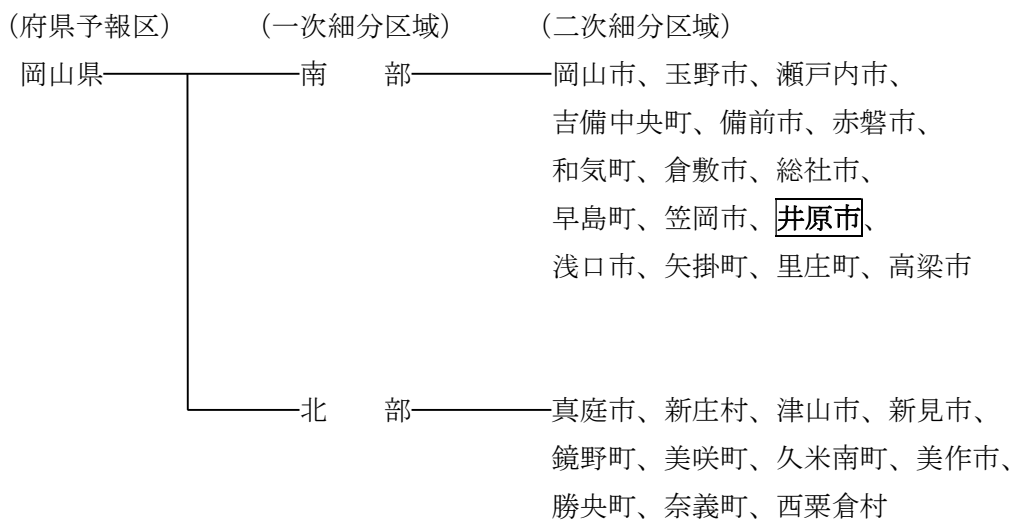 （府県予報区）　（一次細分区域）　（二次細分区域）
岡山県　南　部　岡山市、玉野市、瀬戸内市、
吉備中央町、備前市、赤磐市、
和気町、倉敷市、総社市、
早島町、笠岡市、井原市、
浅口市、矢掛町、里庄町、高梁市
北　部　真庭市、新庄村、津山市、新見市、
鏡野町、美咲町、久米南町、美作市、
勝央町、奈義町、西粟倉村